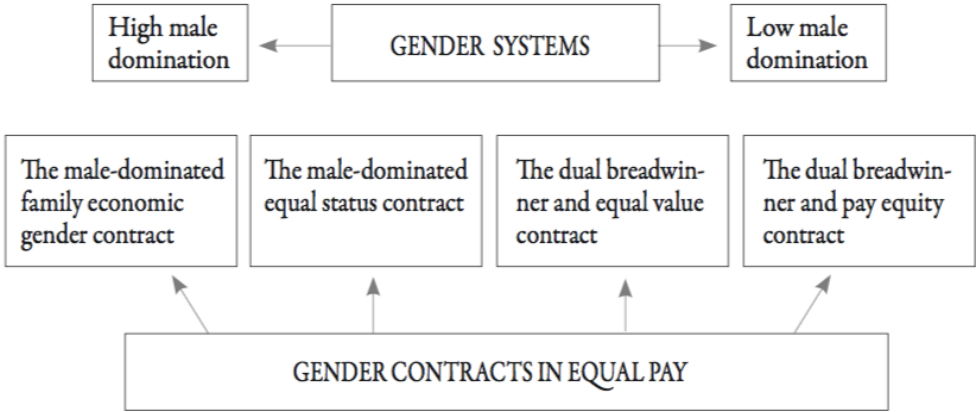 High male
domination
GENDER SYSTEMS
Low male
domination
The male-dominated
family economic
gender contract
The male-dominated
equal status contract
The dual breadwin-
ner and equal value
contract
The dual breadwin-
ner and pay equity
contract
GENDER CONTRACTS IN EQUAL PAY